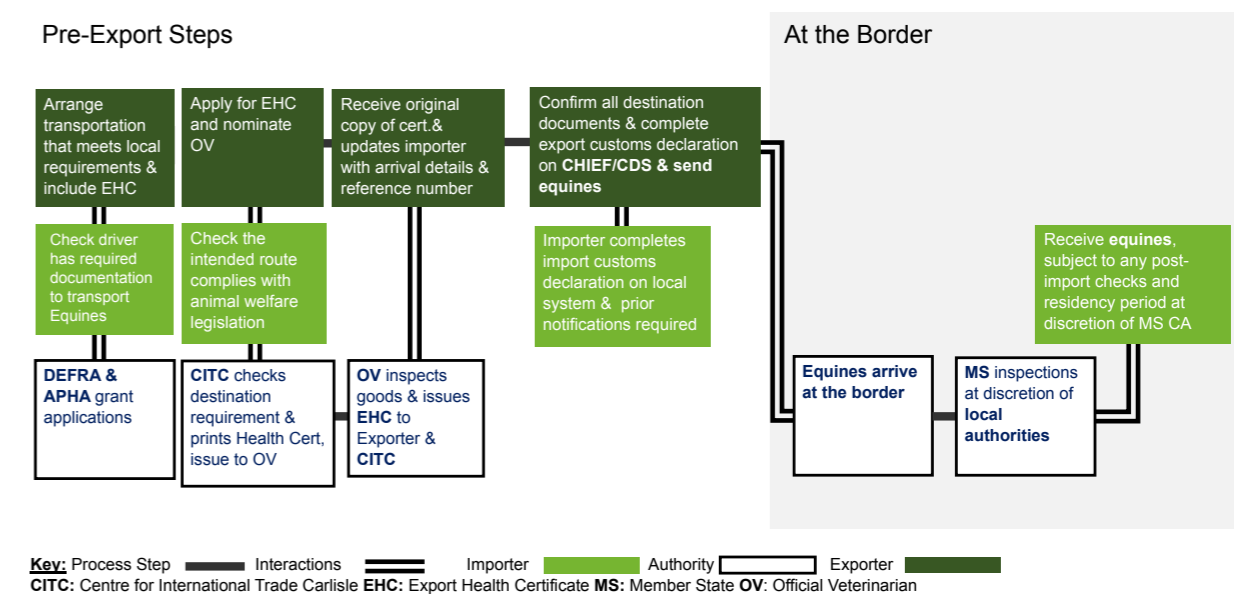 Pre-Export Steps
At the Border
Arrange
transportation
that meets local
requirements &
include EHC
Apply for EHC
and nominate
OV
Receive original
copy of cert.&
updates importer
with arrival details &
reference number
Confirm all destination
documents & complete
export customs declaration
on CHIEF/CDS & send
equines
Check driver
has required
documentation
to transport
Equines
Check the
intended route
complies with
animal welfare
legislation
Importer completes
import customs
declaration on local
system & prior
notifications required
Receive equines,
subject to any post-
import checks and
residency period at
discretion of MS CA
DEFRA &
APHA grant
applications
CITC checks
destination
requirement &
prints Health Cert,
issue to OV
OV inspects
goods & issues
EHC to
Exporter &
CITC
Equines arrive
at the border
MS inspections
at discretion of
local
authorities
Key: Process Step Interactions Importer Authority Exporter
CITC: Centre for International Trade Carlisle EHC: Export Health Certificate MS: Member State OV: Official Veterinarian